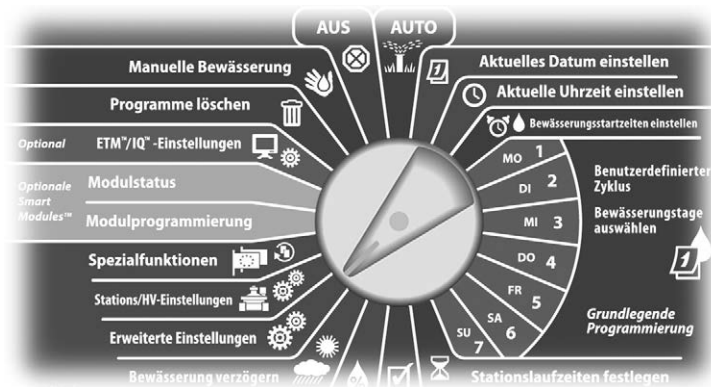 AUS
AUTO
Manuelle Bewässerung
Programme löschen
Optional
ETM™/IQ™ -Einstellungen
Optionale
Smart
Modules™
Modulstatus
Modulprogrammierung
Spezialfunktionen
Stations/HV-Einstellungen
Erweiterte Einstellungen
Bewässerung verzögern
Aktuelles Datum einstellen
Aktuelle Uhrzeit einstellen
Bewässerungsstartzeiten einstellen
MO 1
DI 2
MI 3
DO 4
FR 5
SA 6
SU 7
Benutzerdefinierter
Zyklus
Bewässerungstage
auswählen
1
1
Grundlegende
Programmierung
Stationslaufzeiten festlegen
%